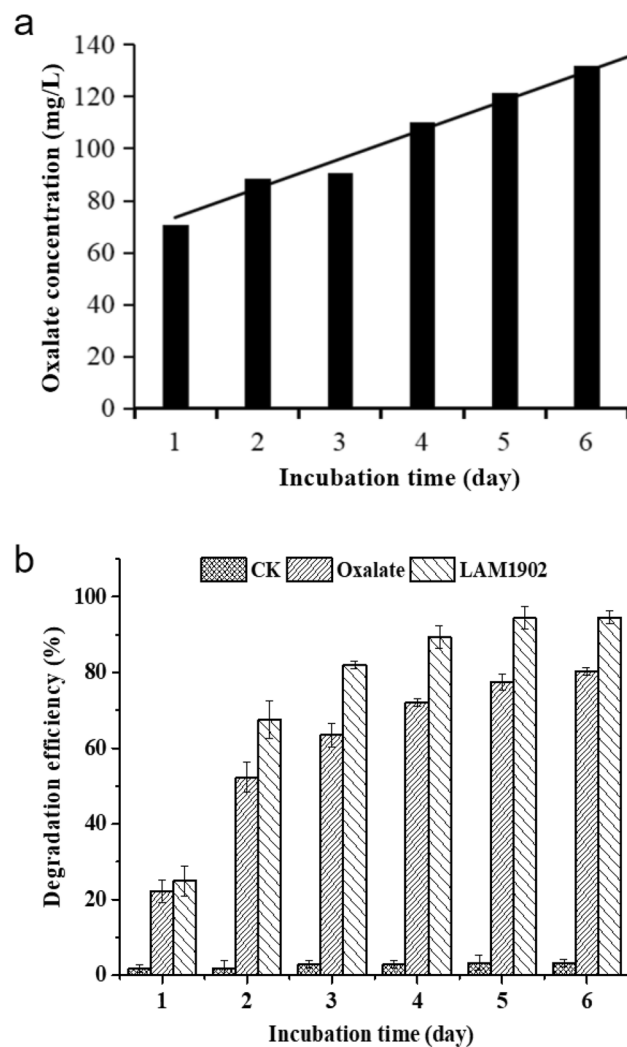 a
140
120
100
80
60
40
20
0
Oxalate concentration (mg/L)
1 2 3 4 5 6
Incubation time (day)
b
CK Oxalate LAM1902
100
80
60
40
20
0
Degradation efficiency (%)
1 2 3 4 5 6
Incubation time (day)